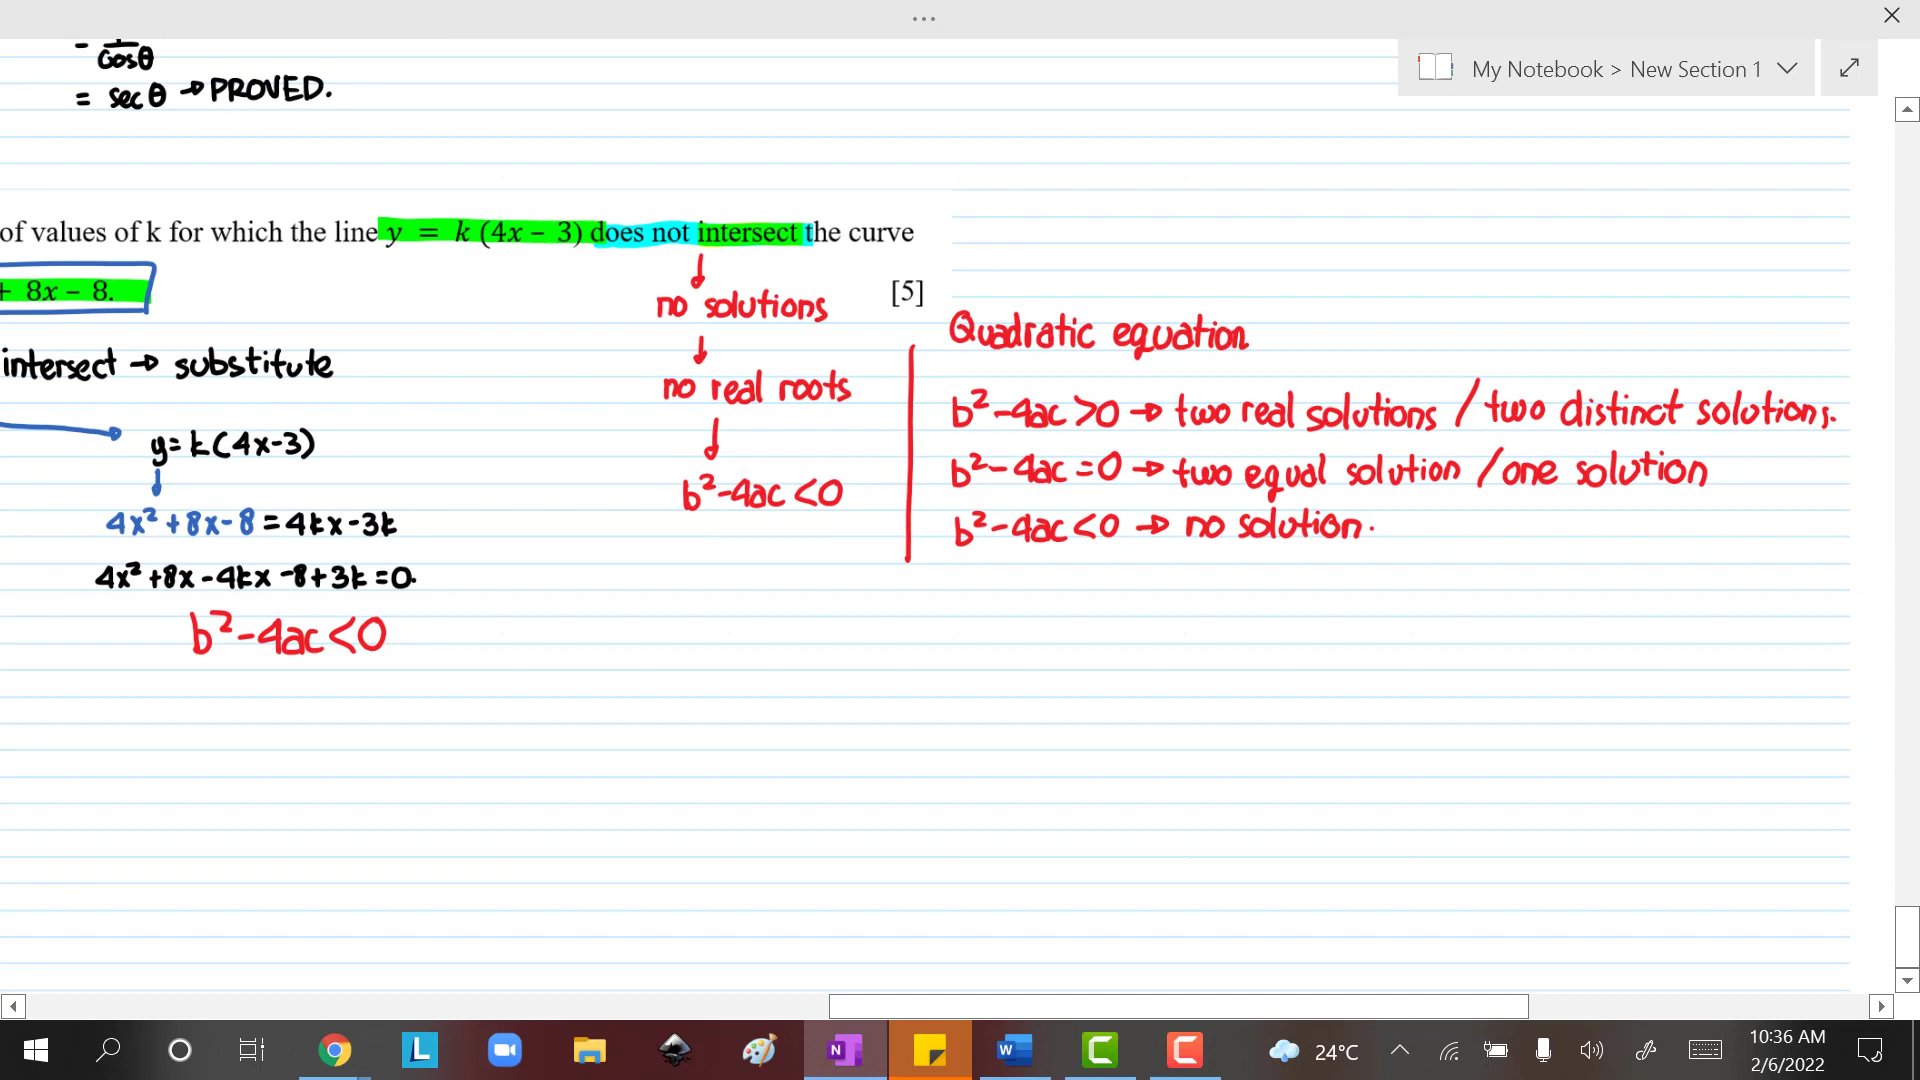 ...
My Notebook > New Section 1
- 1
cosθ
= secθ → PROVED.
of values of k for which the line y = k (4x – 3) does not intersect the curve
+ 8x – 8.
[5]
no solutions
no real roots
b² - 4ac < 0
intersect → substitute
y = k(4x-3)
4x² + 8x - 8 = 4kx - 3k
4x² + 8x - 4kx - 8 + 3k = 0.
b² - 4ac < 0
Quadratic equation
b² - 4ac > 0 → two real solutions / two distinct solutions.
b² - 4ac = 0 → two equal solution / one solution
b² - 4ac < 0 → no solution.
L
N
W
24°C
10:36 AM
2/6/2022